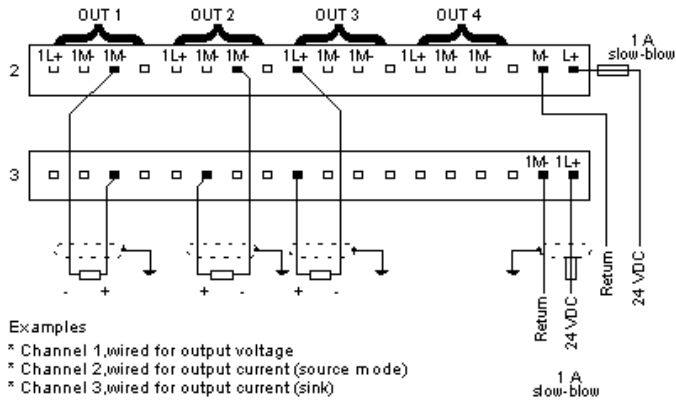 OUT 1 OUT 2 OUT 3 OUT 4
1 A
slow-blow
1L+ 1M- 1M- 1L+ 1M- 1M- 1L+ 1M- 1M- 1L+ 1M- 1M- M- L+
2
1M- 1L+
3
Return
24 VDC
Return
24 VDC
- + + - + -
Examples
* Channel 1,wired for output voltage
* Channel 2,wired for output current (source mode)
* Channel 3,wired for output current (sink)
1 A
slow-blow